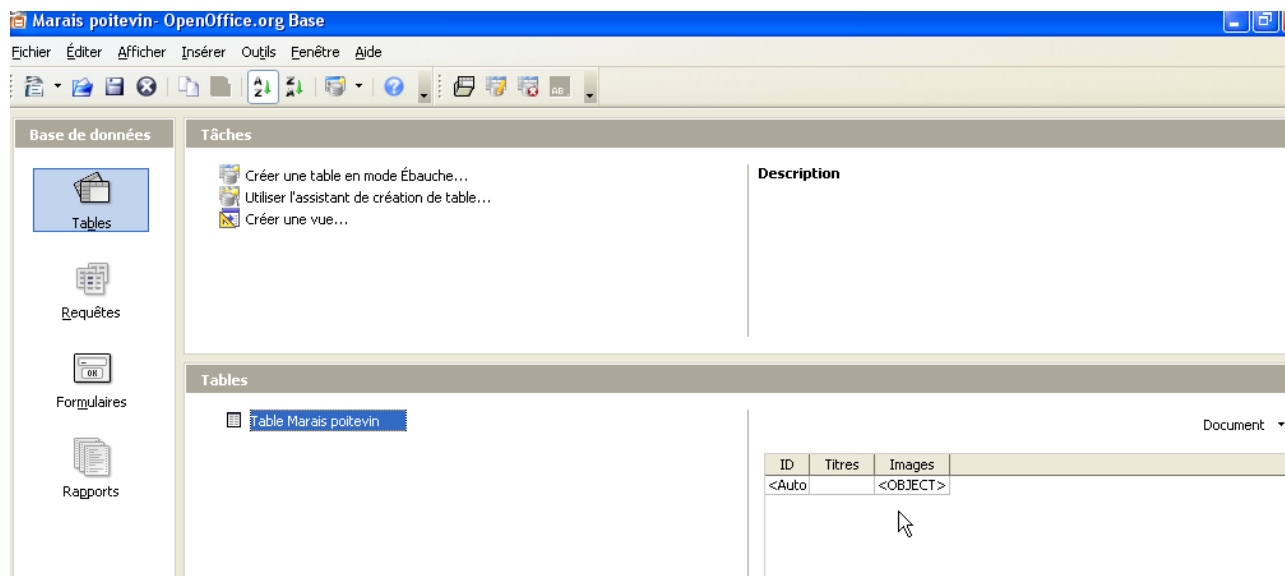 Marais poitevin- OpenOffice.org Base
Fichier Éditer Afficher Insérer Outils Fenêtre Aide
Base de données
Tâches
Créer une table en mode Ébauche...
Utiliser l'assistant de création de table...
Créer une vue...
Description
Tables
Requêtes
Formulaires
Rapports
Tables
Table Marais poitevin
Document
ID Titres Images
<Auto <OBJECT>